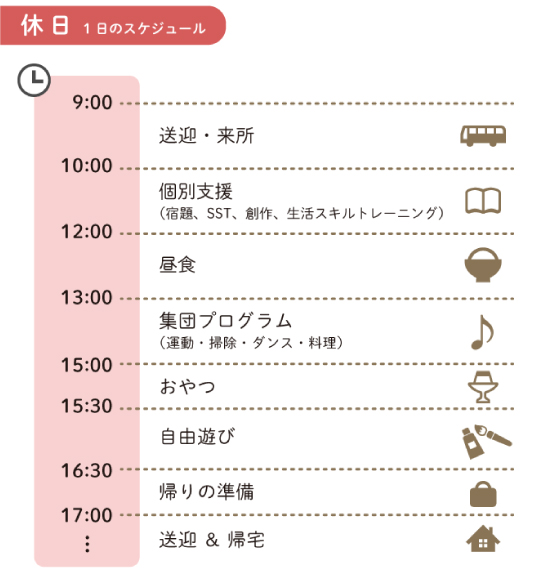 休日 1日のスケジュール
9:00
送迎・来所
10:00
個別支援
（宿題、SST、創作、生活スキルトレーニング）
12:00
昼食
13:00
集団プログラム
（運動・掃除・ダンス・料理）
15:00
おやつ
15:30
自由遊び
16:30
帰りの準備
17:00
送迎 & 帰宅